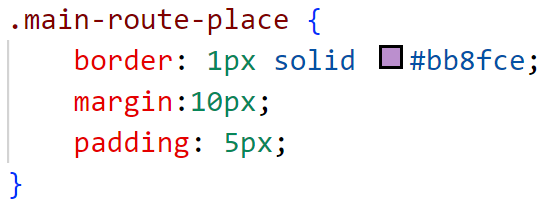 .main-route-place {
    border: 1px solid #bb8fce;
    margin:10px;
    padding: 5px;
}